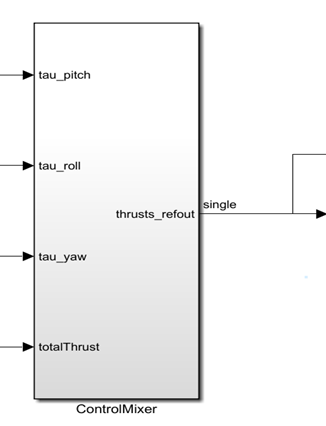 tau_pitch
tau_roll
single
thrusts_refout
tau_yaw
totalThrust
ControlMixer